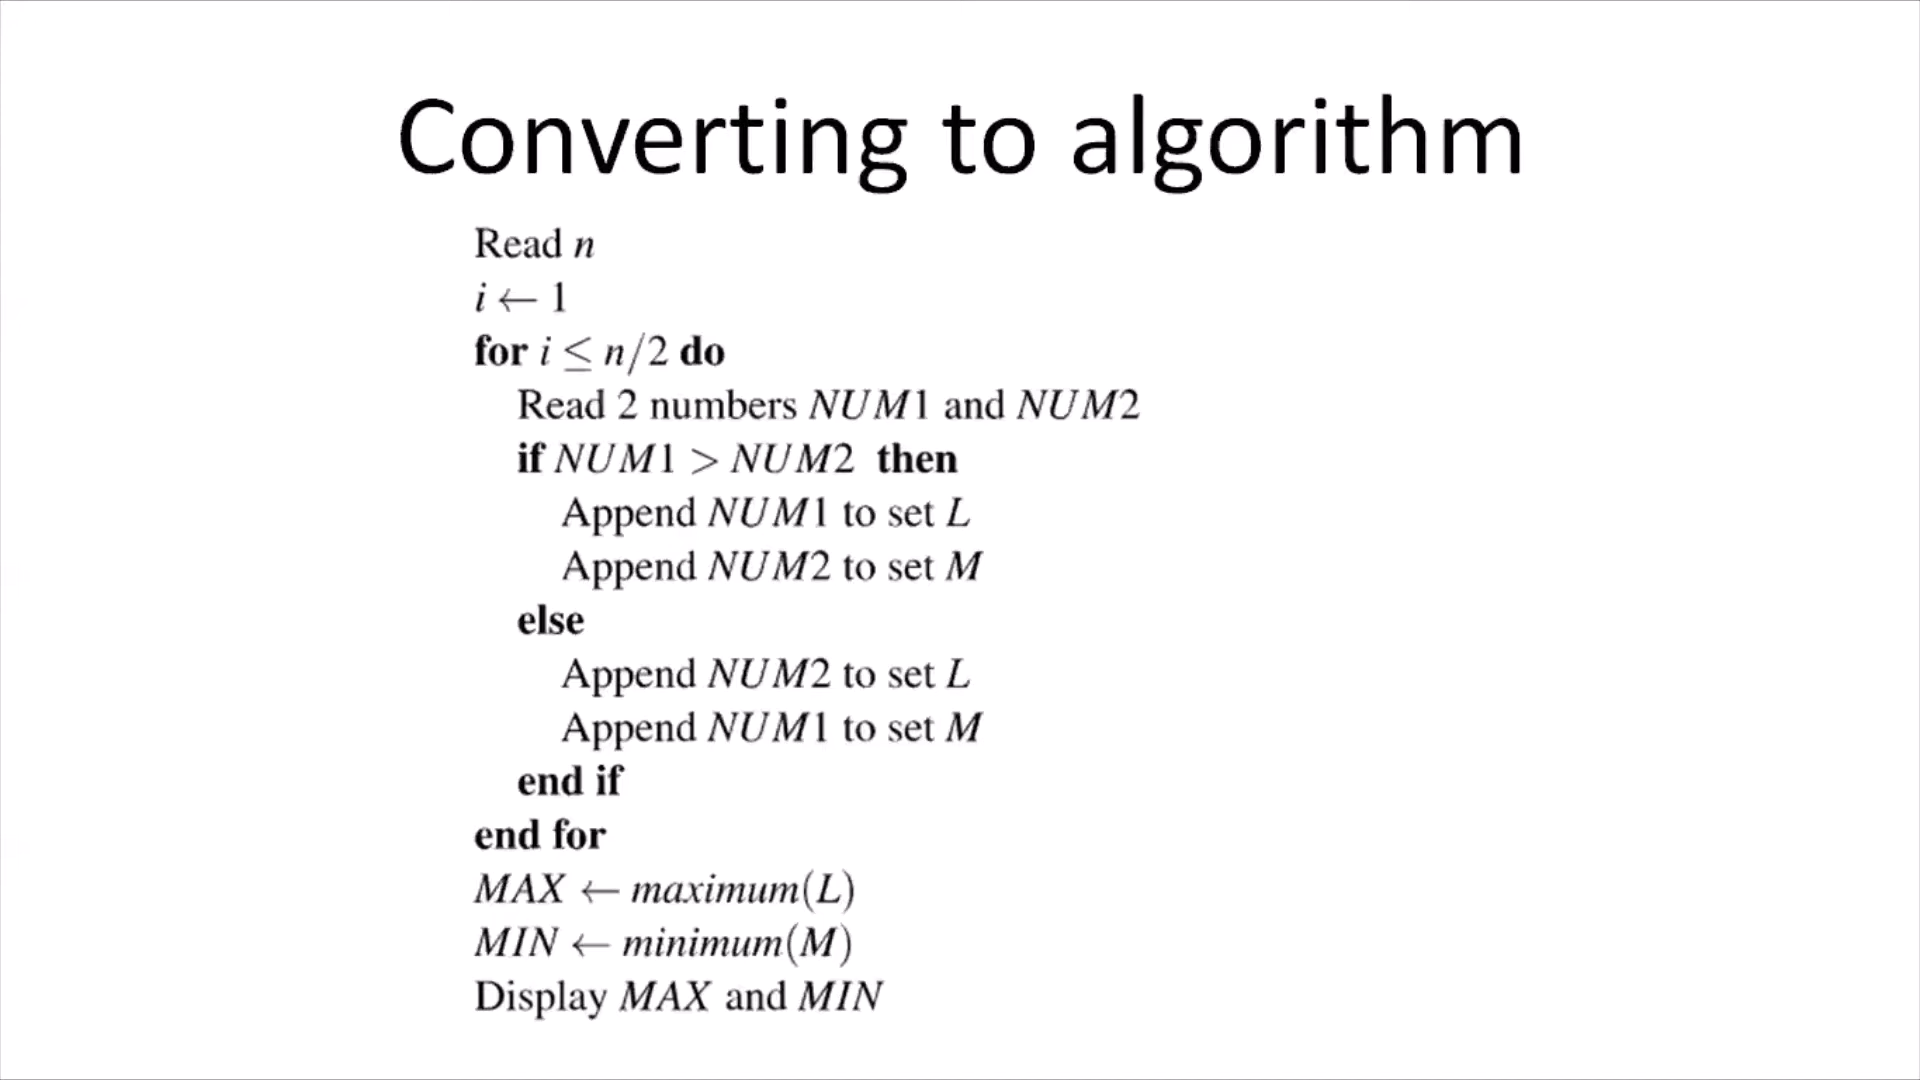 Converting to algorithm
Read n
i ← 1
for i ≤ n/2 do
Read 2 numbers NUM1 and NUM2
if NUM1 > NUM2 then
Append NUM1 to set L
Append NUM2 to set M
else
Append NUM2 to set L
Append NUM1 to set M
end if
end for
MAX ← maximum(L)
MIN ← minimum(M)
Display MAX and MIN